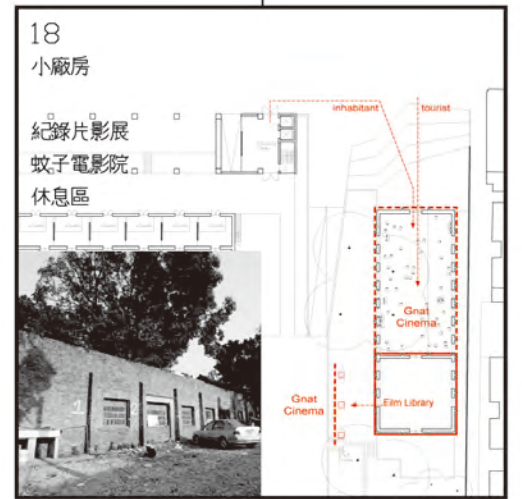 18
小廠房
紀錄片影展
蚊子電影院
休息區
inhabitant
tourist
Gnat
Cinema
Gnat
Cinema
Film Library